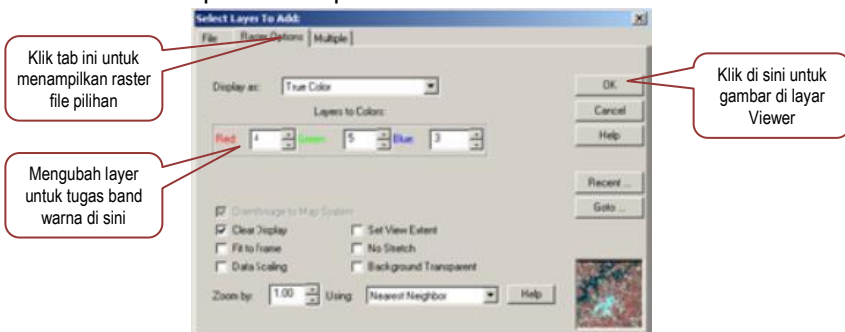 Select Layer To Add:
File Raster Options Multiple
Klik tab ini untuk
menampilkan raster
file pilihan
Display as: True Color
OK
Klik di sini untuk
gambar di layar
Viewer
Layers to Colors:
Cancel
Red: 4 Green: 5 Blue: 3
Help
Mengubah layer
untuk tugas band
warna di sini
Recent ...
Goto ...
Orient Image to Map System
Clear Display Set View Extent
Fit to Frame No Stretch
Data Scaling Background Transparent
Zoom by: 1.00 Using: Nearest Neighbor Help